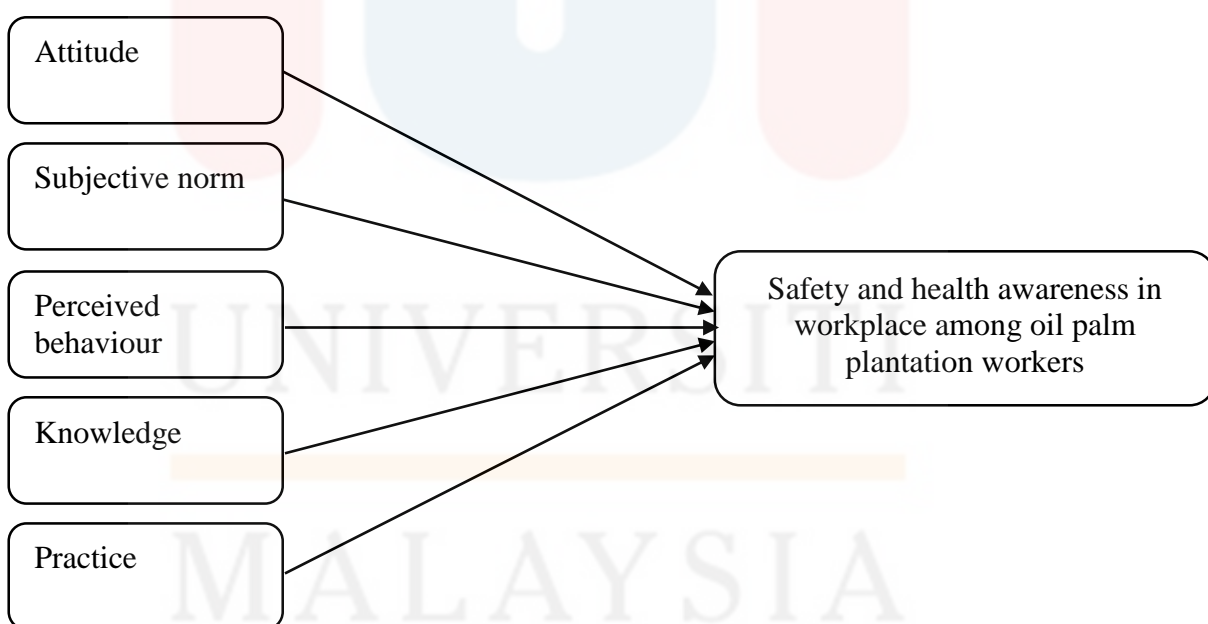 Attitude
Subjective norm
Perceived
behaviour
Knowledge
Practice
Safety and health awareness in
workplace among oil palm
plantation workers
UNIVERSITI
MALAYSIA